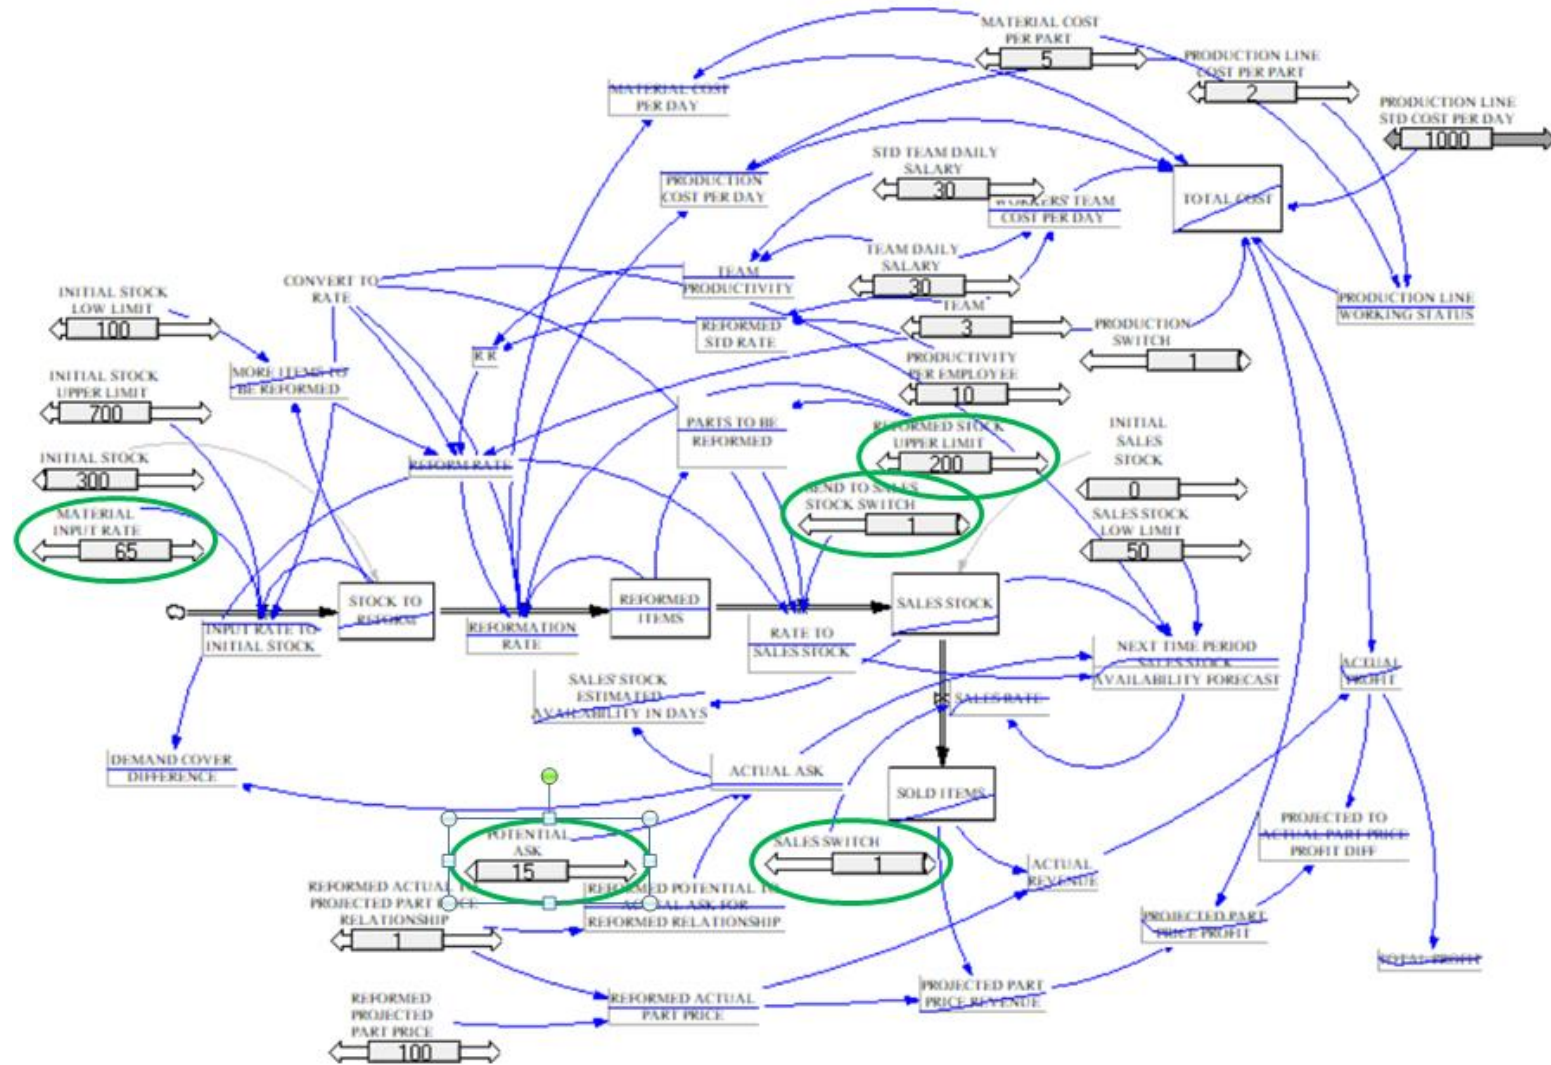 MATERIAL COST
PER PART
5
PRODUCTION LINE
COST PER PART
2
PRODUCTION LINE
STD COST PER DAY
1000
MATERIAL COST
PER DAY
STD TEAM DAILY
SALARY
30
PRODUCTION
COST PER DAY
WORKERS' TEAM
COST PER DAY
TOTAL COST
TEAM DAILY
SALARY
30
TEAM
PRODUCTIVITY
CONVERT TO
RATE
INITIAL STOCK
LOW LIMIT
100
PRODUCTION LINE
WORKING STATUS
TEAM
3
REFORMED
STD RATE
PRODUCTION
SWITCH
1
R R
MORE ITEMS TO
BE REFORMED
INITIAL STOCK
UPPER LIMIT
700
PRODUCTIVITY
PER EMPLOYEE
10
PARTS TO BE
REFORMED
REFORMED STOCK
UPPER LIMIT
200
INITIAL
SALES
STOCK
0
INITIAL STOCK
300
REFORM RATE
SEND TO SALES
STOCK SWITCH
1
SALES STOCK
LOW LIMIT
50
MATERIAL
INPUT RATE
65
STOCK TO
REFORM
REFORMED
ITEMS
SALES STOCK
INPUT RATE TO
INITIAL STOCK
REFORMATION
RATE
RATE TO
SALES STOCK
NEXT TIME PERIOD
SALES STOCK
AVAILABILITY FORECAST
ACTUAL
PROFIT
SALES STOCK
ESTIMATED
AVAILABILITY IN DAYS
SALES RATE
DEMAND COVER
DIFFERENCE
ACTUAL ASK
SOLD ITEMS
PROJECTED TO
ACTUAL PART PRICE
PROFIT DIFF
POTENTIAL
ASK
15
SALES SWITCH
1
ACTUAL
REVENUE
REFORMED ACTUAL TO
PROJECTED PART PRICE
RELATIONSHIP
1
REFORMED POTENTIAL TO
ACTUAL ASK FOR
REFORMED RELATIONSHIP
PROJECTED PART
PRICE PROFIT
TOTAL PROFIT
PROJECTED PART
PRICE REVENUE
REFORMED
PROJECTED
PART PRICE
100
REFORMED ACTUAL
PART PRICE